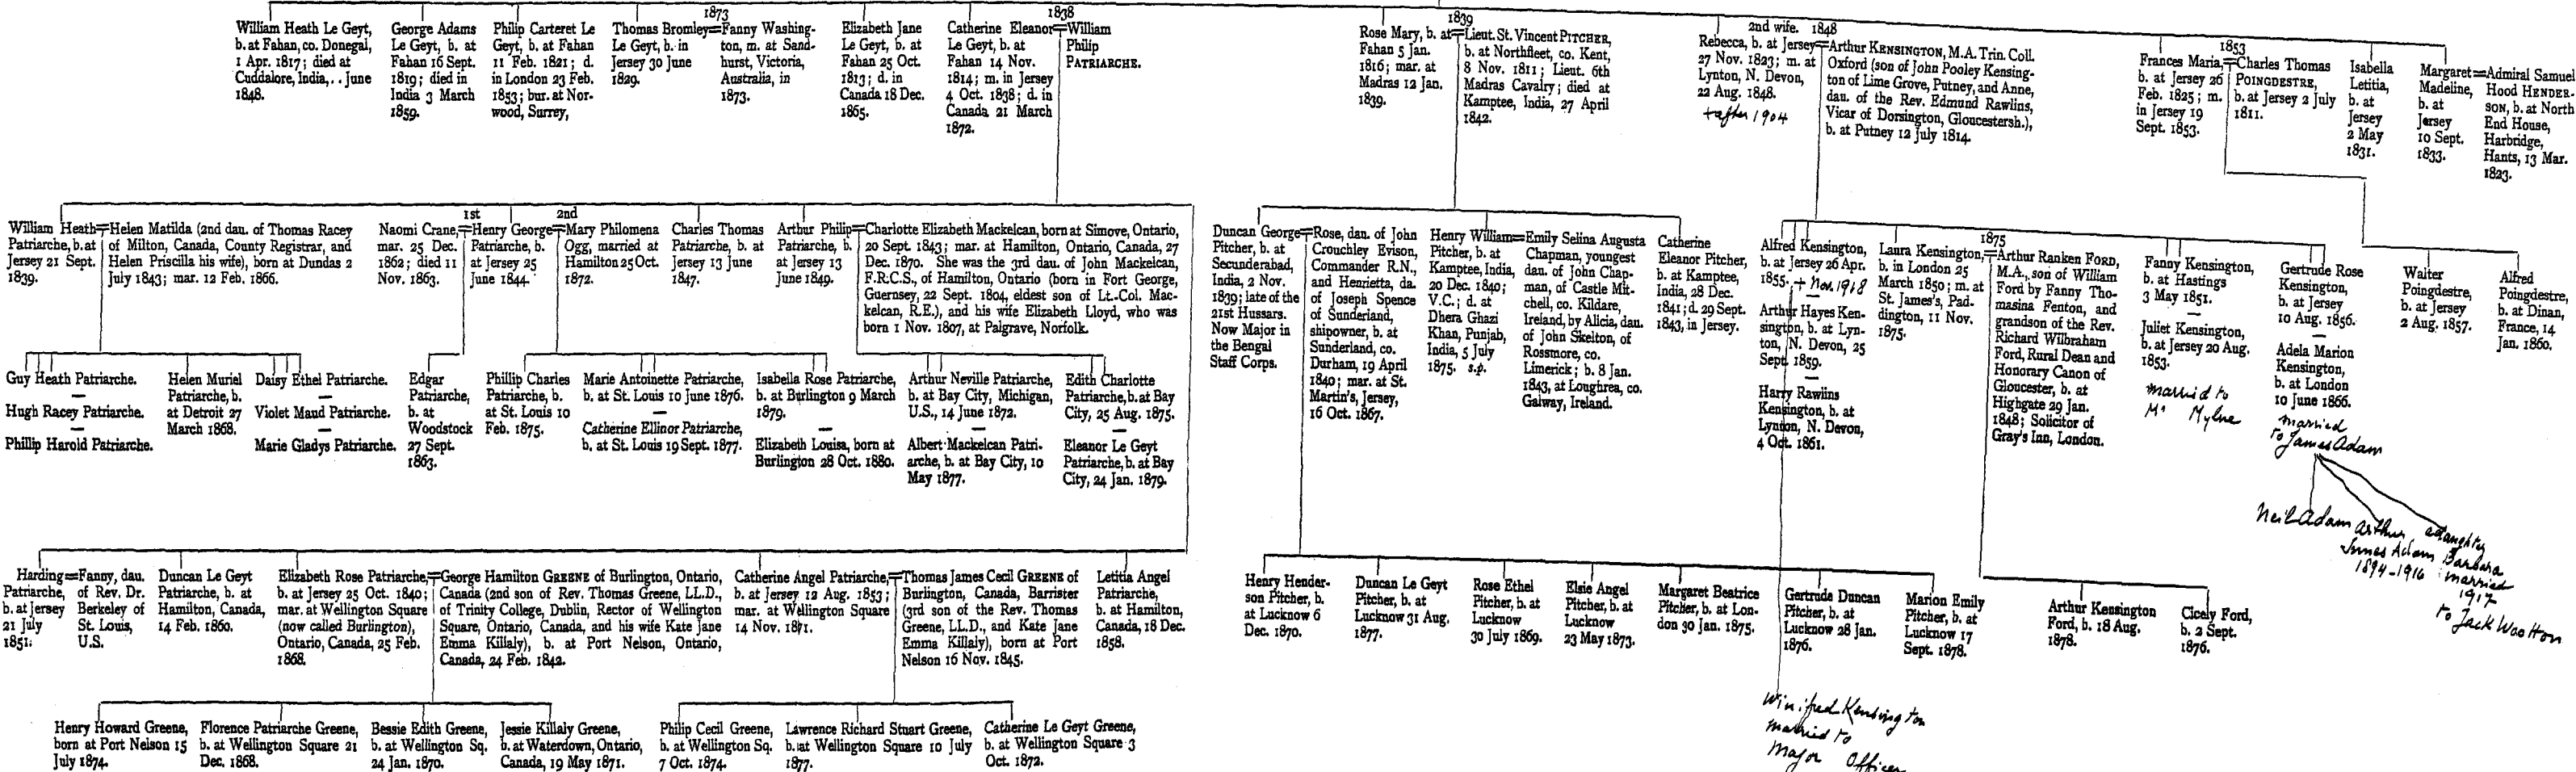 William Heath Le Geyt,
b. at Fahan, co. Donegal,
1 Apr. 1817; died at
Cuddalore, India, . . June
1848.
George Adams
Le Geyt, b. at
Fahan 16 Sept.
1819; died in
India 3 March
1859.
Philip Carteret Le
Geyt, b. at Fahan
11 Feb. 1821; d.
in London 23 Feb.
1853; bur. at Nor-
wood, Surrey,
1873
Thomas Bromley=Fanny Washing-
Le Geyt, b. in
Jersey 30 June
1829.
ton, m. at Sand-
hurst, Victoria,
Australia, in
1873.
Elizabeth Jane
Le Geyt, b. at
Fahan 25 Oct.
1813; d. in
Canada 18 Dec.
1865.
1838
Catherine Eleanor=William
Le Geyt, b. at
Fahan 14 Nov.
1814; m. in Jersey
4 Oct. 1838; d. in
Canada 21 March
1872.
Philip
PATRIARCHE.
1839
Rose Mary, b. at=Lieut. St. Vincent PITCHER,
Fahan 5 Jan.
1816; mar. at
Madras 12 Jan.
1839.
b. at Northfleet, co. Kent,
8 Nov. 1811; Lieut. 6th
Madras Cavalry; died at
Kamptee, India, 27 April
1842.
2nd wife. 1848
Rebecca, b. at Jersey=Arthur KENSINGTON, M.A. Trin. Coll.
27 Nov. 1823; m. at
Lynton, N. Devon,
22 Aug. 1848.
+ after 1904
Oxford (son of John Pooley Kensing-
ton of Lime Grove, Putney, and Anne,
dau. of the Rev. Edmund Rawlins,
Vicar of Dorsington, Gloucestersh.),
b. at Putney 12 July 1814.
1853
Frances Maria,=Charles Thomas
b. at Jersey 26
Feb. 1825; m.
in Jersey 19
Sept. 1853.
POINGDESTRE,
b. at Jersey 2 July
1811.
Isabella
Letitia,
b. at
Jersey
2 May
1831.
Margaret=Admiral Samuel
Madeline,
b. at
Jersey
10 Sept.
1833.
Hood HENDER-
SON, b. at North
End House,
Harbridge,
Hants, 13 Mar.
1823.
William Heath=Helen Matilda (2nd dau. of Thomas Racey
Patriarche, b. at
Jersey 21 Sept.
1839.
of Milton, Canada, County Registrar, and
Helen Priscilla his wife), born at Dundas 2
July 1843; mar. 12 Feb. 1866.
1st 2nd
Naomi Crane,=Henry George=Mary Philomena
mar. 25 Dec.
1862; died 11
Nov. 1863.
Patriarche, b.
at Jersey 25
June 1844.
Ogg, married at
Hamilton 25 Oct.
1872.
Charles Thomas
Patriarche, b. at
Jersey 13 June
1847.
Arthur Philip=Charlotte Elizabeth Mackelcan, born at Simove, Ontario,
Patriarche, b.
at Jersey 13
June 1849.
20 Sept. 1843; mar. at Hamilton, Ontario, Canada, 27
Dec. 1870. She was the 3rd dau. of John Mackelcan,
F.R.C.S., of Hamilton, Ontario (born in Fort George,
Guernsey, 22 Sept. 1804, eldest son of Lt.-Col. Mac-
kelcan, R.E.), and his wife Elizabeth Lloyd, who was
born 1 Nov. 1807, at Palgrave, Norfolk.
Duncan George=Rose, dan. of John
Pitcher, b. at
Secunderabad,
India, 2 Nov.
1839; late of the
21st Hussars.
Now Major in
the Bengal
Staff Corps.
Crouchley Evison,
Commander R.N.,
and Henrietta, da.
of Joseph Spence
of Sunderland,
shipowner, b. at
Sunderland, co.
Durham, 19 April
1840; mar. at St.
Martin's, Jersey,
16 Oct. 1867.
Henry William=Emily Selina Augusta
Pitcher, b. at
Kamptee, India,
20 Dec. 1840;
V.C.; d. at
Dhera Ghazi
Khan, Punjab,
India, 5 July
1875. s.p.
Chapman, youngest
dau. of John Chap-
man, of Castle Mit-
chell, co. Kildare,
Ireland, by Alicia, dau.
of John Skelton, of
Rossmore, co.
Limerick; b. 8 Jan.
1843, at Loughrea, co.
Galway, Ireland.
Catherine
Eleanor Pitcher,
b. at Kamptee,
India, 28 Dec.
1841; d. 29 Sept.
1843, in Jersey.
Alfred Kensington,
b. at Jersey 26 Apr.
1855. + Nov. 1918
—
Arthur Hayes Ken-
sington, b. at Lyn-
ton, N. Devon, 25
Sept. 1859.
—
Harry Rawlins
Kensington, b. at
Lynton, N. Devon,
4 Oct. 1861.
1875
Laura Kensington,=Arthur Ranken FORD,
b. in London 25
March 1850; m. at
St. James's, Pad-
dington, 11 Nov.
1875.
M.A., son of William
Ford by Fanny Tho-
masina Fenton, and
grandson of the Rev.
Richard Wilbraham
Ford, Rural Dean and
Honorary Canon of
Gloucester, b. at
Highgate 29 Jan.
1848; Solicitor of
Gray's Inn, London.
Fanny Kensington,
b. at Hastings
3 May 1851.
—
Juliet Kensington,
b. at Jersey 20 Aug.
1853.
married to
Mr Mylne
Gertrude Rose
Kensington,
b. at Jersey
10 Aug. 1856.
—
Adela Marion
Kensington,
b. at London
10 June 1866.
married
to James Adam
Walter
Poingdestre,
b. at Jersey
2 Aug. 1857.
Alfred
Poingdestre,
b. at Dinan,
France, 14
Jan. 1860.
Guy Heath Patriarche.
—
Hugh Racey Patriarche.
—
Phillip Harold Patriarche.
Helen Muriel
Patriarche, b.
at Detroit 27
March 1868.
Daisy Ethel Patriarche.
—
Violet Maud Patriarche.
—
Marie Gladys Patriarche.
Edgar
Patriarche,
b. at
Woodstock
27 Sept.
1863.
Phillip Charles
Patriarche, b.
at St. Louis 10
Feb. 1875.
Marie Antoinette Patriarche,
b. at St. Louis 10 June 1876.
—
Catherine Ellinor Patriarche,
b. at St. Louis 19 Sept. 1877.
Isabella Rose Patriarche,
b. at Burlington 9 March
1879.
—
Elizabeth Louisa, born at
Burlington 28 Oct. 1880.
Arthur Neville Patriarche,
b. at Bay City, Michigan,
U.S., 14 June 1872.
—
Albert Mackelcan Patri-
arche, b. at Bay City, 10
May 1877.
Edith Charlotte
Patriarche, b. at Bay
City, 25 Aug. 1875.
—
Eleanor Le Geyt
Patriarche, b. at Bay
City, 24 Jan. 1879.
Neil Adam
Arthur
Innes Adam
1894-1916
a daughter
Barbara
married
1917
to Jack Wootton
Harding=Fanny, dau.
Patriarche,
b. at Jersey
21 July
1851.
of Rev. Dr.
Berkeley of
St. Louis,
U.S.
Duncan Le Geyt
Patriarche, b. at
Hamilton, Canada,
14 Feb. 1860.
Elizabeth Rose Patriarche,=George Hamilton GREENE of Burlington, Ontario,
b. at Jersey 25 Oct. 1840;
mar. at Wellington Square
(now called Burlington),
Ontario, Canada, 25 Feb.
1868.
Canada (2nd son of Rev. Thomas Greene, LL.D.,
of Trinity College, Dublin, Rector of Wellington
Square, Ontario, Canada, and his wife Kate Jane
Emma Killaly), b. at Port Nelson, Ontario,
Canada, 24 Feb. 1842.
Catherine Angel Patriarche,=Thomas James Cecil GREENE of
b. at Jersey 12 Aug. 1853;
mar. at Wellington Square
14 Nov. 1871.
Burlington, Canada, Barrister
(3rd son of the Rev. Thomas
Greene, LL.D., and Kate Jane
Emma Killaly), born at Port
Nelson 16 Nov. 1845.
Letitia Angel
Patriarche,
b. at Hamilton,
Canada, 18 Dec.
1858.
Henry Hender-
son Pitcher, b.
at Lucknow 6
Dec. 1870.
Duncan Le Geyt
Pitcher, b. at
Lucknow 31 Aug.
1877.
Rose Ethel
Pitcher, b. at
Lucknow
30 July 1869.
Elsie Angel
Pitcher, b. at
Lucknow
23 May 1873.
Margaret Beatrice
Pitcher, b. at Lon-
don 30 Jan. 1875.
Gertrude Duncan
Pitcher, b. at
Lucknow 28 Jan.
1876.
Marion Emily
Pitcher, b. at
Lucknow 17
Sept. 1878.
Arthur Kensington
Ford, b. 18 Aug.
1878.
Cicely Ford,
b. 2 Sept.
1876.
Henry Howard Greene,
born at Port Nelson 15
July 1874.
Florence Patriarche Greene,
b. at Wellington Square 21
Dec. 1868.
Bessie Edith Greene,
b. at Wellington Sq.
24 Jan. 1870.
Jessie Killaly Greene,
b. at Waterdown, Ontario,
Canada, 19 May 1871.
Philip Cecil Greene,
b. at Wellington Sq.
7 Oct. 1874.
Lawrence Richard Stuart Greene,
b. at Wellington Square 10 July
1877.
Catherine Le Geyt Greene,
b. at Wellington Square 3
Oct. 1872.
Winifred Kensington
married to
Major Officer